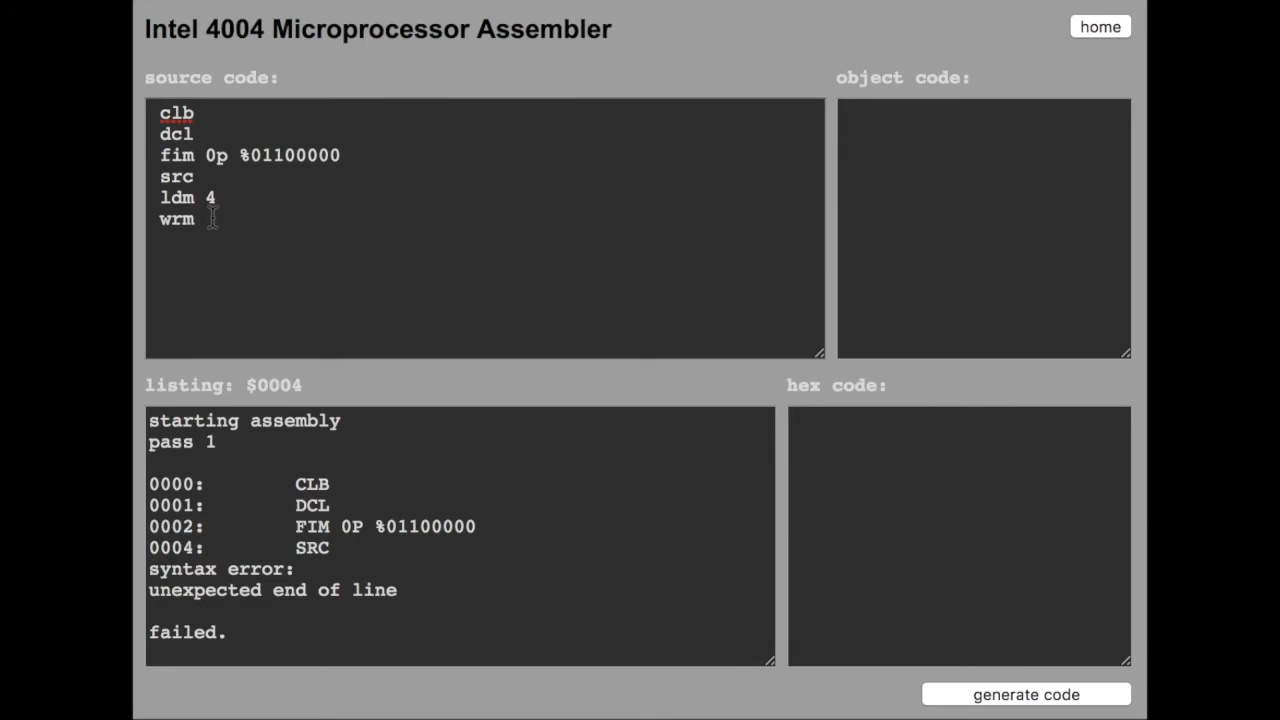 Intel 4004 Microprocessor Assembler
home
source code:
object code:
clb
dcl
fim 0p %01100000
src
ldm 4
wrm
listing: $0004
hex code:
starting assembly
pass 1
0000: CLB
0001: DCL
0002: FIM 0P %01100000
0004: SRC
syntax error:
unexpected end of line
failed.
generate code